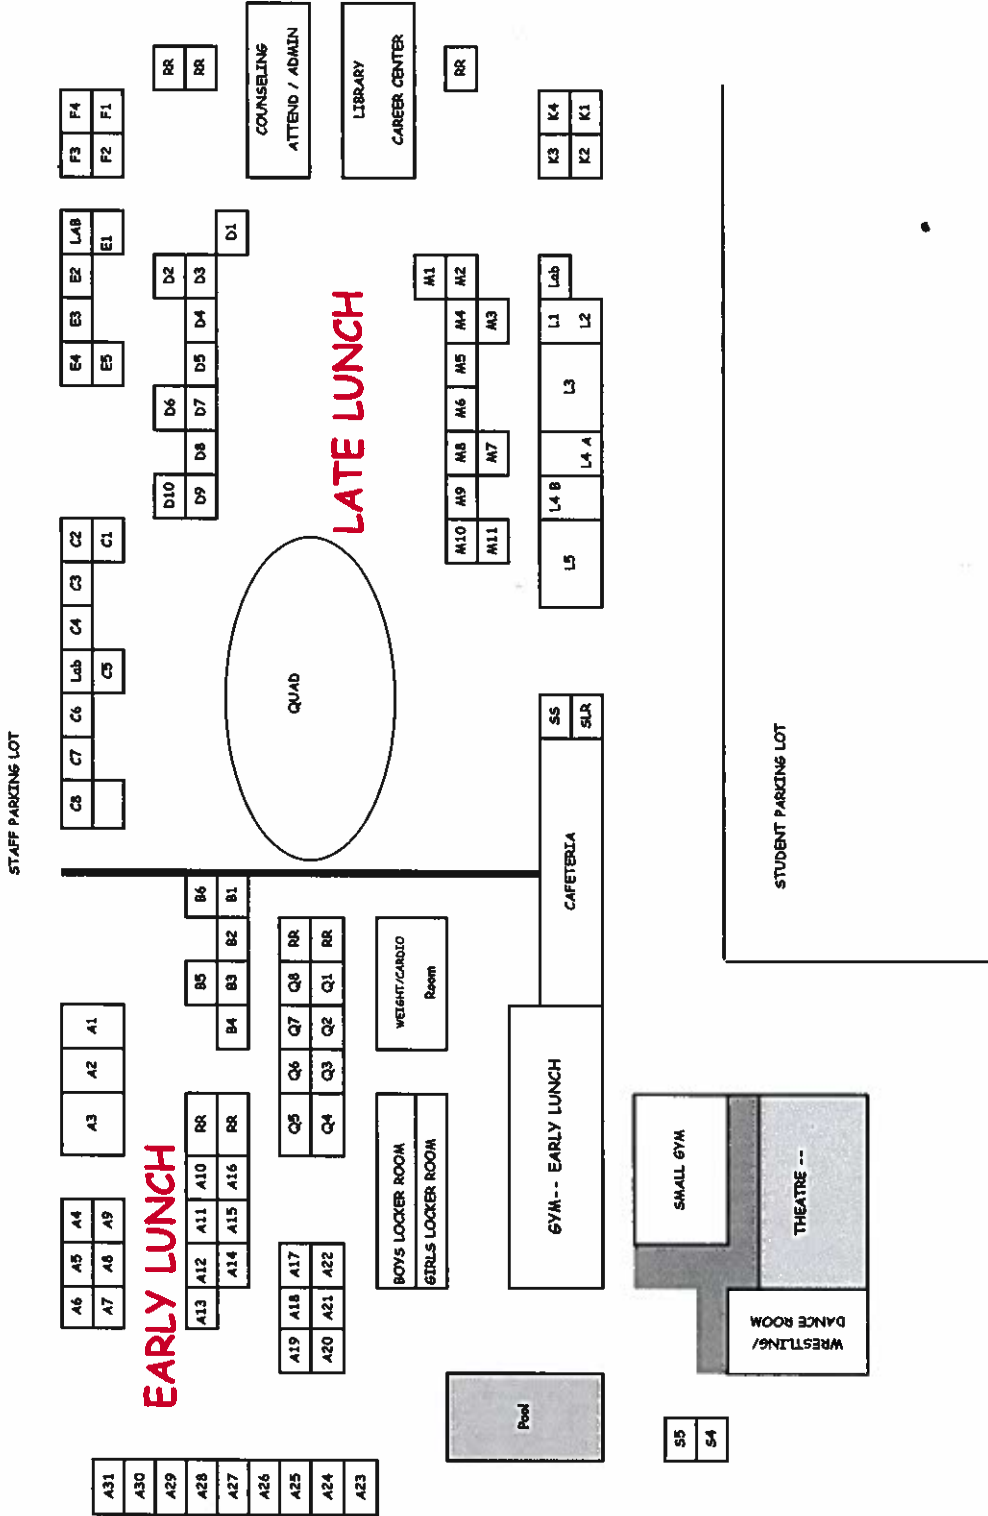 STAFF PARKING LOT
A6 A5 A4 A3 A2 A1 C8 C7 C6 Lab C4 C3 C2 E4 E3 E2 LAB F3 F4
A31 A7 A8 A9 C5 C1 E5 E1 F2 F1
A30
EARLY LUNCH
A29 D10 D6 D2 RR
A28 A13 A12 A11 A10 RR B5 B6 D9 D8 D7 D5 D4 D3 RR
A27 A14 A15 A16 RR B4 B3 B2 B1 D1
A26 COUNSELING
A25 A19 A18 A17 Q5 Q6 Q7 Q8 RR QUAD ATTEND / ADMIN
A24 A20 A21 A22 Q4 Q3 Q2 Q1 RR
A23 LATE LUNCH LIBRARY
BOYS LOCKER ROOM WEIGHT/CARDIO CAREER CENTER
GIRLS LOCKER ROOM Room M1
M10 M9 M8 M6 M5 M4 M2 RR
M11 M7 M3
Pool
GYM-- EARLY LUNCH CAFETERIA SS L5 L4 B L3 L1 Lab K3 K4
SLR L4 A L2 K2 K1
S5 SMALL GYM
S4
WRESTLING/
DANCE ROOM
THEATRE --
STUDENT PARKING LOT